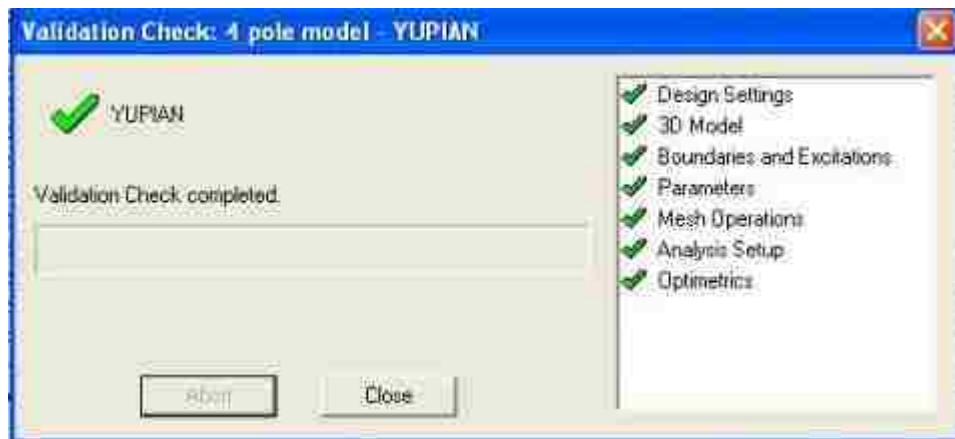 Validation Check: 4 pole model - YUPIAN
YUPIAN
Validation Check completed.
Design Settings
3D Model
Boundaries and Excitations
Parameters
Mesh Operations
Analysis Setup
Optimetrics
Abort
Close